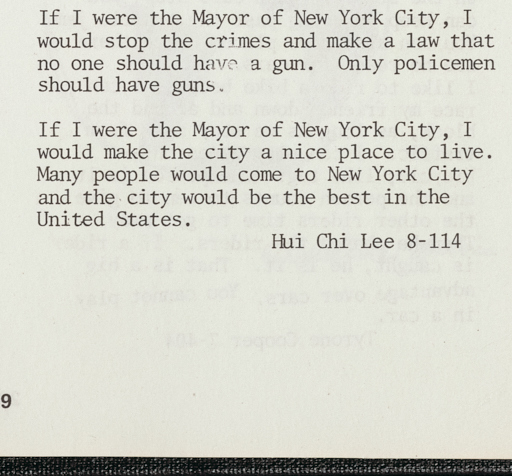 If I were the Mayor of New York City, I
would stop the crimes and make a law that
no one should have a gun.  Only policemen
should have guns.
If I were the Mayor of New York City, I
would make the city a nice place to live.
Many people would come to New York City
and the city would be the best in the
United States.
Hui Chi Lee 8-114
9